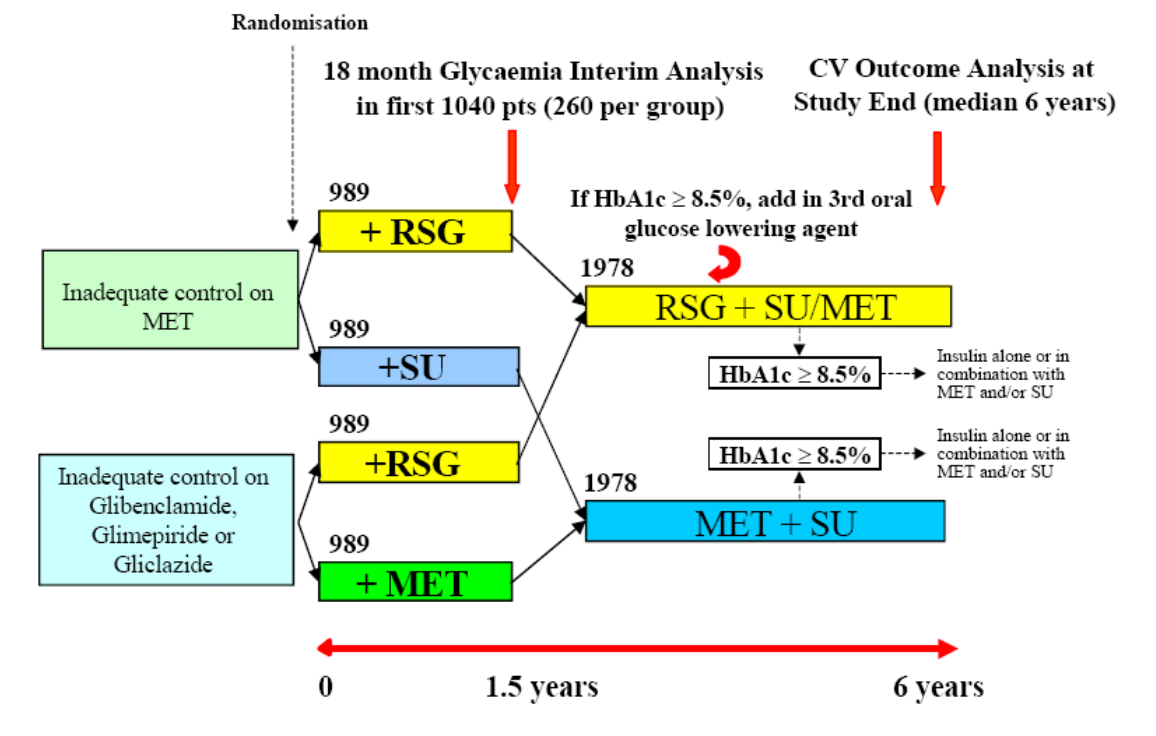 Randomisation
18 month Glycaemia Interim Analysis
in first 1040 pts (260 per group)
CV Outcome Analysis at
Study End (median 6 years)
989
+ RSG
If HbA1c ≥ 8.5%, add in 3rd oral
glucose lowering agent
Inadequate control on
MET
1978
RSG + SU/MET
989
+SU
HbA1c ≥ 8.5%
Insulin alone or in
combination with
MET and/or SU
989
+RSG
HbA1c ≥ 8.5%
Insulin alone or in
combination with
MET and/or SU
Inadequate control on
Glibenclamide,
Glimepiride or
Gliclazide
1978
MET + SU
989
+ MET
0
1.5 years
6 years